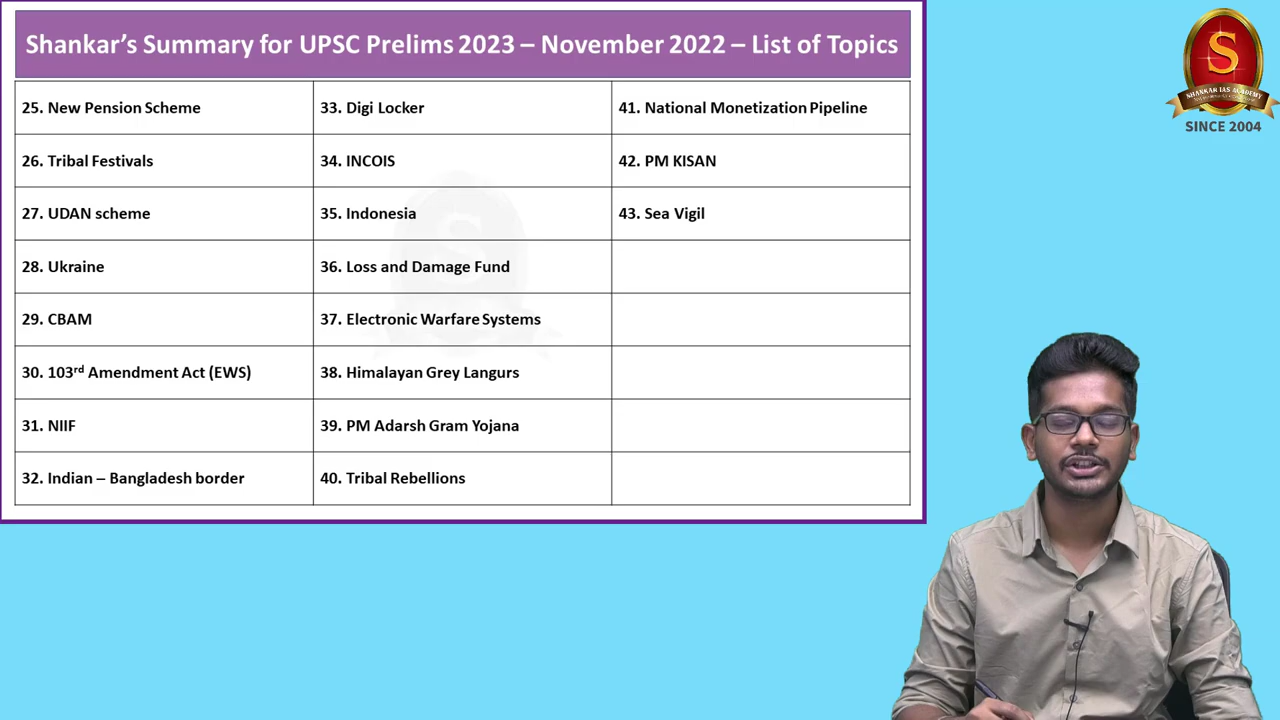 Shankar's Summary for UPSC Prelims 2023 – November 2022 – List of Topics
25. New Pension Scheme
33. Digi Locker
41. National Monetization Pipeline
26. Tribal Festivals
34. INCOIS
42. PM KISAN
27. UDAN scheme
35. Indonesia
43. Sea Vigil
28. Ukraine
36. Loss and Damage Fund
29. CBAM
37. Electronic Warfare Systems
30. 103rd Amendment Act (EWS)
38. Himalayan Grey Langurs
31. NIIF
39. PM Adarsh Gram Yojana
32. Indian – Bangladesh border
40. Tribal Rebellions
S
SHANKAR IAS ACADEMY
SINCE 2004